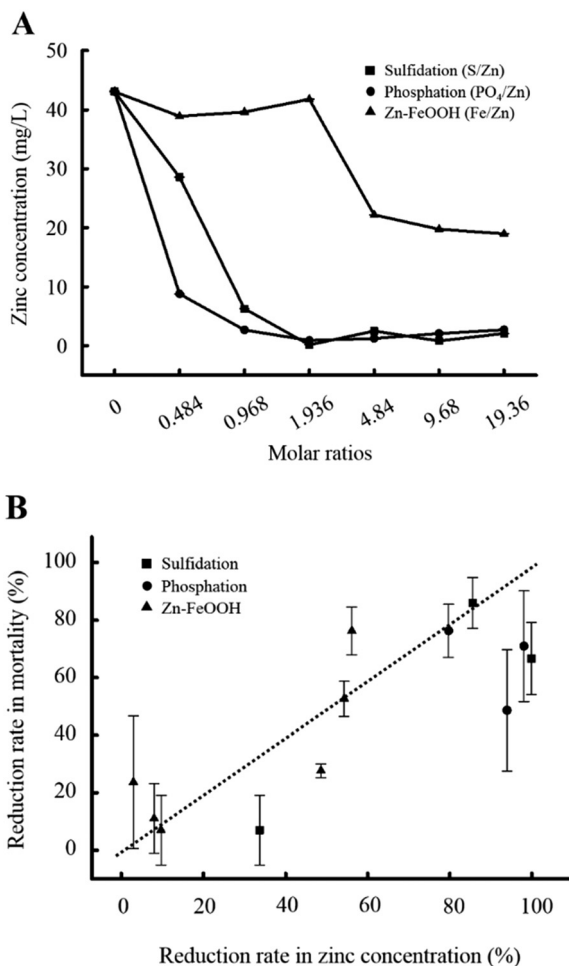 A
Zinc concentration (mg/L)
50
40
30
20
10
0
Sulfidation (S/Zn)
Phosphation (PO₄/Zn)
Zn-FeOOH (Fe/Zn)
0
0.484
0.968
1.936
4.84
9.68
19.36
Molar ratios
B
Reduction rate in mortality (%)
100
80
60
40
20
0
Sulfidation
Phosphation
Zn-FeOOH
0 20 40 60 80 100
Reduction rate in zinc concentration (%)